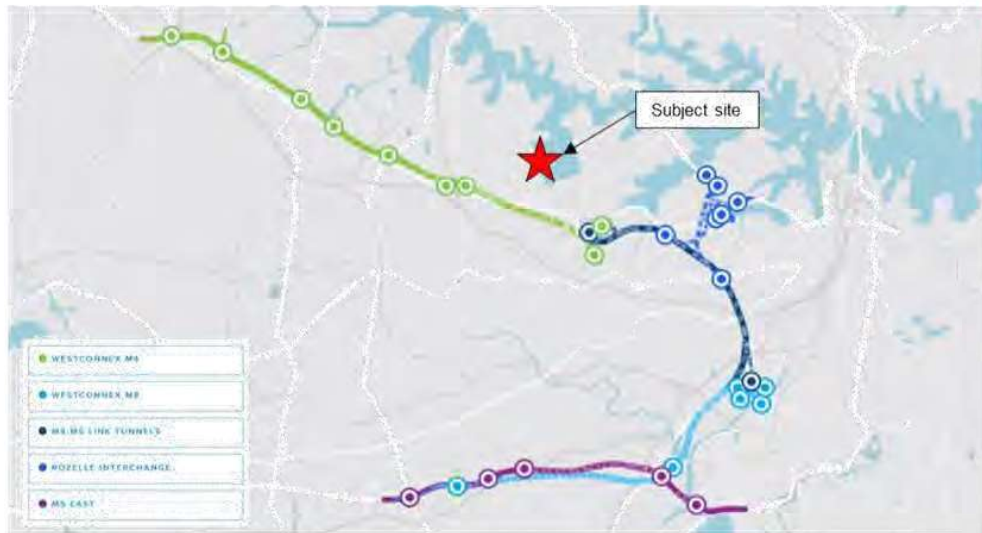 Subject site
WESTCONNEX M4
WESTCONNEX M8
M4-M5 LINK TUNNELS
ROZELLE INTERCHANGE
M5 EAST